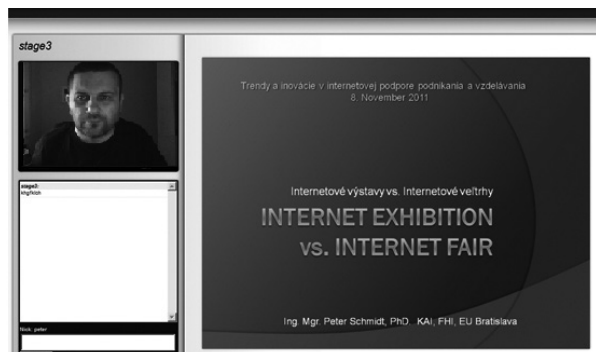 stage3
stage3:
khgfkloh
Nick: peter
Trendy a inovácie v internetovej podpore podnikania a vzdelávania
8. November 2011
Internetové výstavy vs. Internetové veľtrhy
INTERNET EXHIBITION
vs. INTERNET FAIR
Ing. Mgr. Peter Schmidt, PhD. KAI, FHI, EU Bratislava